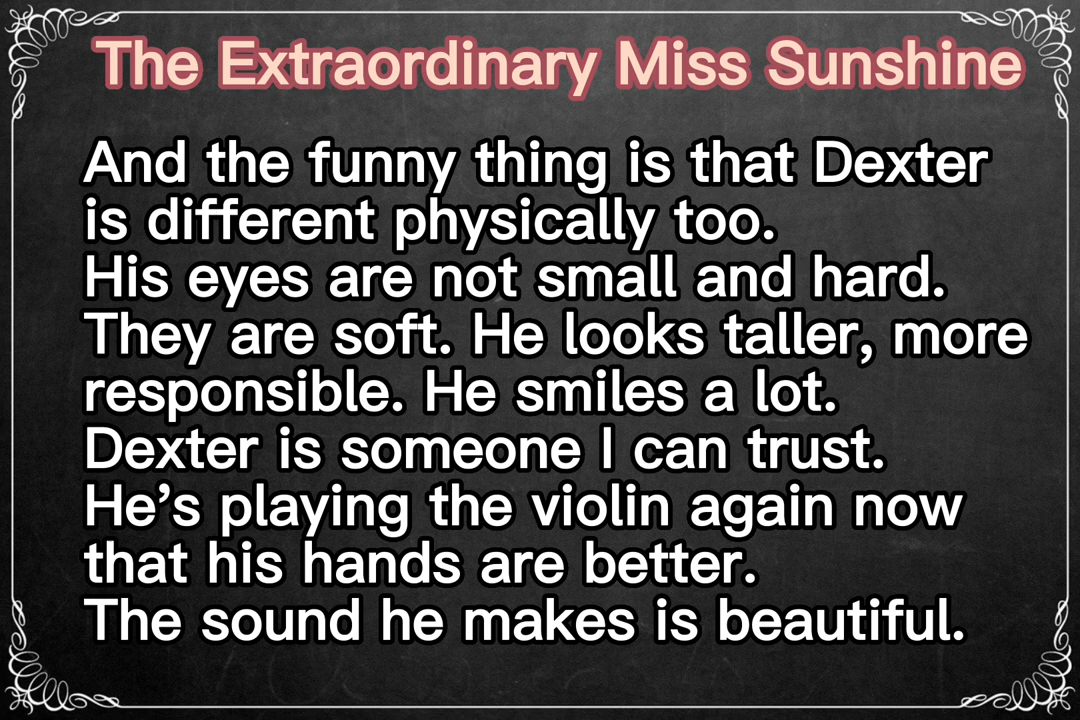 The Extraordinary Miss Sunshine
And the funny thing is that Dexter
is different physically too.
His eyes are not small and hard.
They are soft. He looks taller, more
responsible. He smiles a lot.
Dexter is someone I can trust.
He’s playing the violin again now
that his hands are better.
The sound he makes is beautiful.